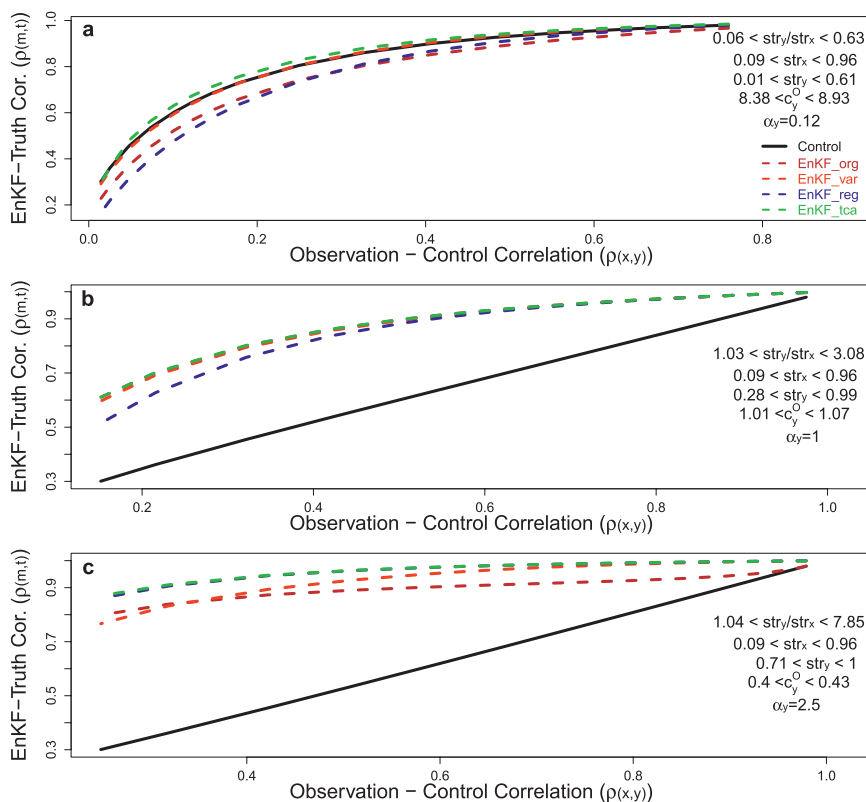 a
EnKF−Truth Cor. (ρ(m,t))
1.0
0.8
0.6
0.4
0.2
0.06 < stry/strx < 0.63
0.09 < strx < 0.96
0.01 < stry < 0.61
8.38 <cyO < 8.93
αy=0.12
Control
EnKF_org
EnKF_var
EnKF_reg
EnKF_tca
0.0 0.2 0.4 0.6 0.8
Observation − Control Correlation (ρ(x,y))
b
EnKF−Truth Cor. (ρ(m,t))
0.9
0.7
0.5
0.3
1.03 < stry/strx < 3.08
0.09 < strx < 0.96
0.28 < stry < 0.99
1.01 <cyO < 1.07
αy=1
0.2 0.4 0.6 0.8 1.0
Observation − Control Correlation (ρ(x,y))
c
EnKF−Truth Cor. (ρ(m,t))
0.9
0.7
0.5
0.3
1.04 < stry/strx < 7.85
0.09 < strx < 0.96
0.71 < stry < 1
0.4 <cyO < 0.43
αy=2.5
0.4 0.6 0.8 1.0
Observation − Control Correlation (ρ(x,y))